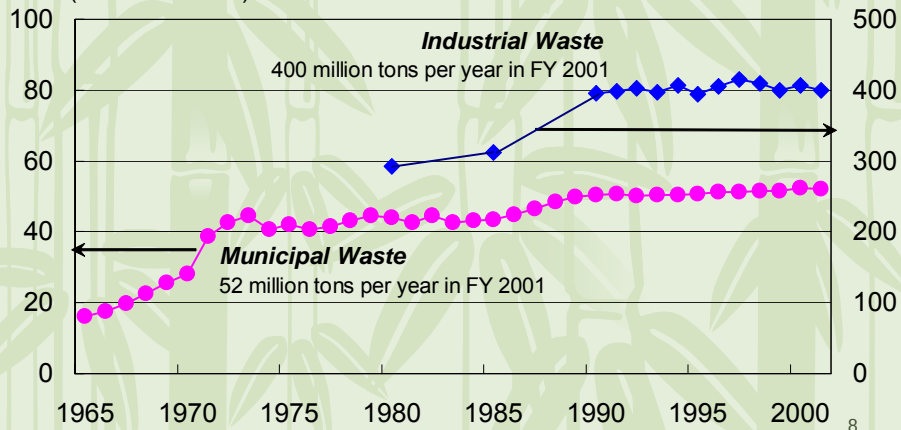 100
80
60
40
20
0
500
400
300
200
100
0
Industrial Waste
400 million tons per year in FY 2001
Municipal Waste
52 million tons per year in FY 2001
1965 1970 1975 1980 1985 1990 1995 2000
8